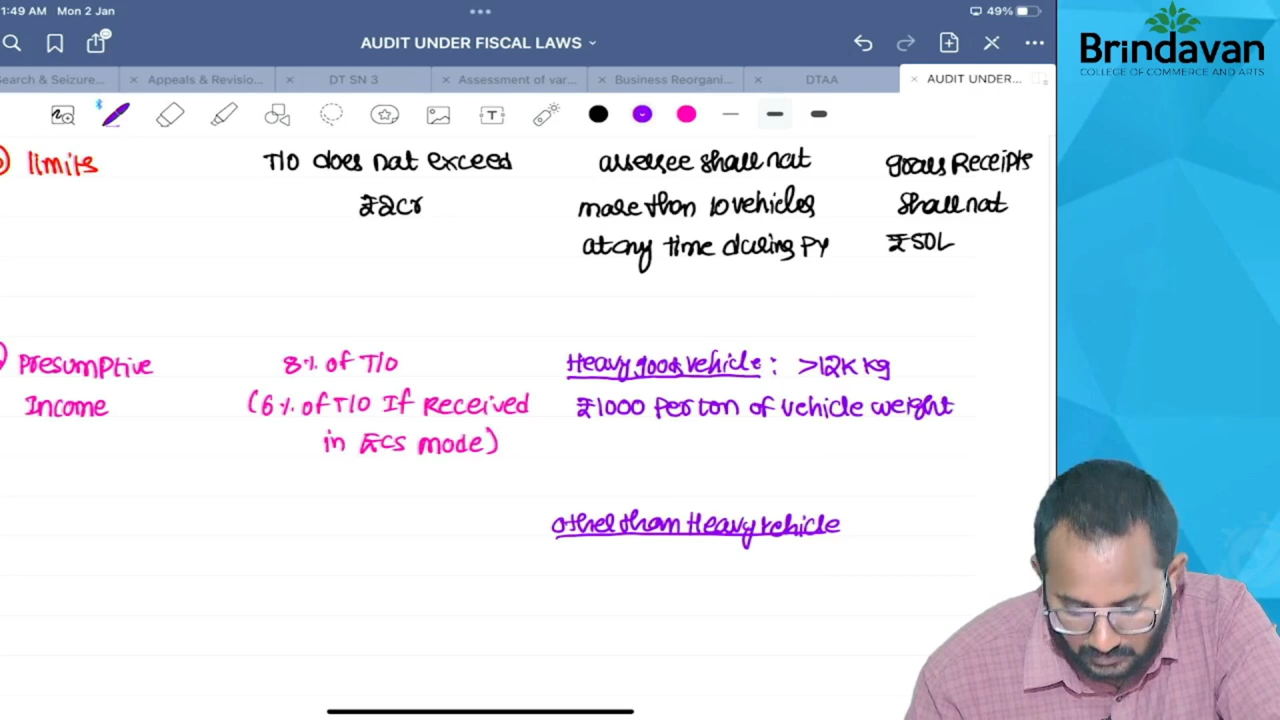 1:49 AM Mon 2 Jan
49%
AUDIT UNDER FISCAL LAWS
Brindavan
COLLEGE OF COMMERCE AND ARTS
earch & Seizure...
Appeals & Revisio...
DT SN 3
Assessment of var...
Business Reorgani...
DTAA
AUDIT UNDER...
limits
T/O does not exceed
₹2cr
assessee shall not
more than 10 vehicles
at any time during PY
gross Receipts
shall not
₹50L
Presumptive
Income
8% of T/O
(6% of T/O If Received
in ECS mode)
Heavy goods vehicle : >12K kg
₹1000 per ton of vehicle weight
other than Heavy vehicle